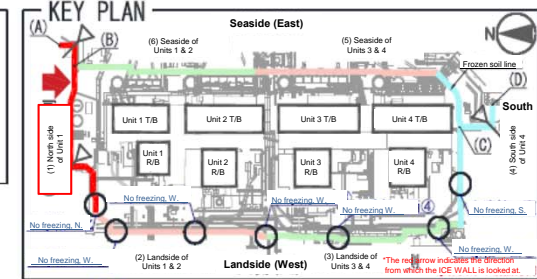 KEY PLAN
Seaside (East)
N
(A)
(B)
(6) Seaside of
Units 1 & 2
(5) Seaside of
Units 3 & 4
Frozen soil line
(D)
South
(1) North side
of Unit 1
Unit 1 T/B
Unit 2 T/B
Unit 3 T/B
Unit 4 T/B
(C)
(4) South side
of Unit 4
Unit 1
R/B
Unit 2
R/B
Unit 3
R/B
Unit 4
R/B
No freezing, W.
No freezing, W.
No freezing, W.
④
No freezing, S.
No freezing, N.
No freezing, W.
No freezing, W.
(2) Landside of
Units 1 & 2
Landside (West)
(3) Landside of
Units 3 & 4
*The red arrow indicates the direction
from which the ICE WALL is looked at.